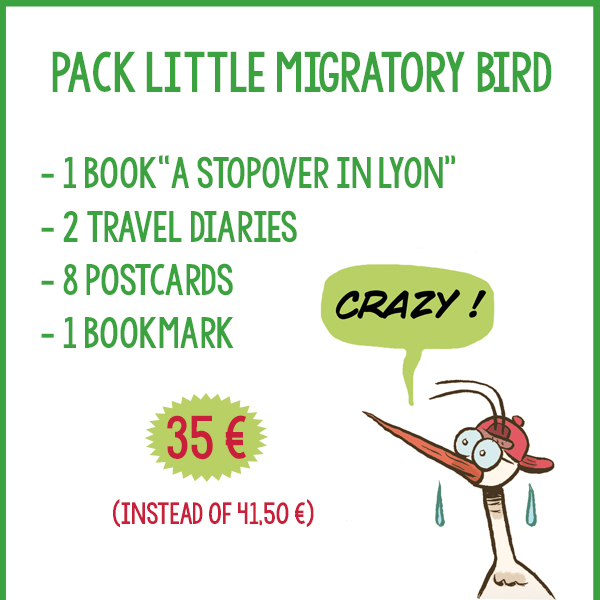 PACK LITTLE MIGRATORY BIRD
- 1 BOOK "A STOPOVER IN LYON"
- 2 TRAVEL DIARIES
- 8 POSTCARDS
- 1 BOOKMARK
CRAZY !
35 €
(INSTEAD OF 41,50 €)